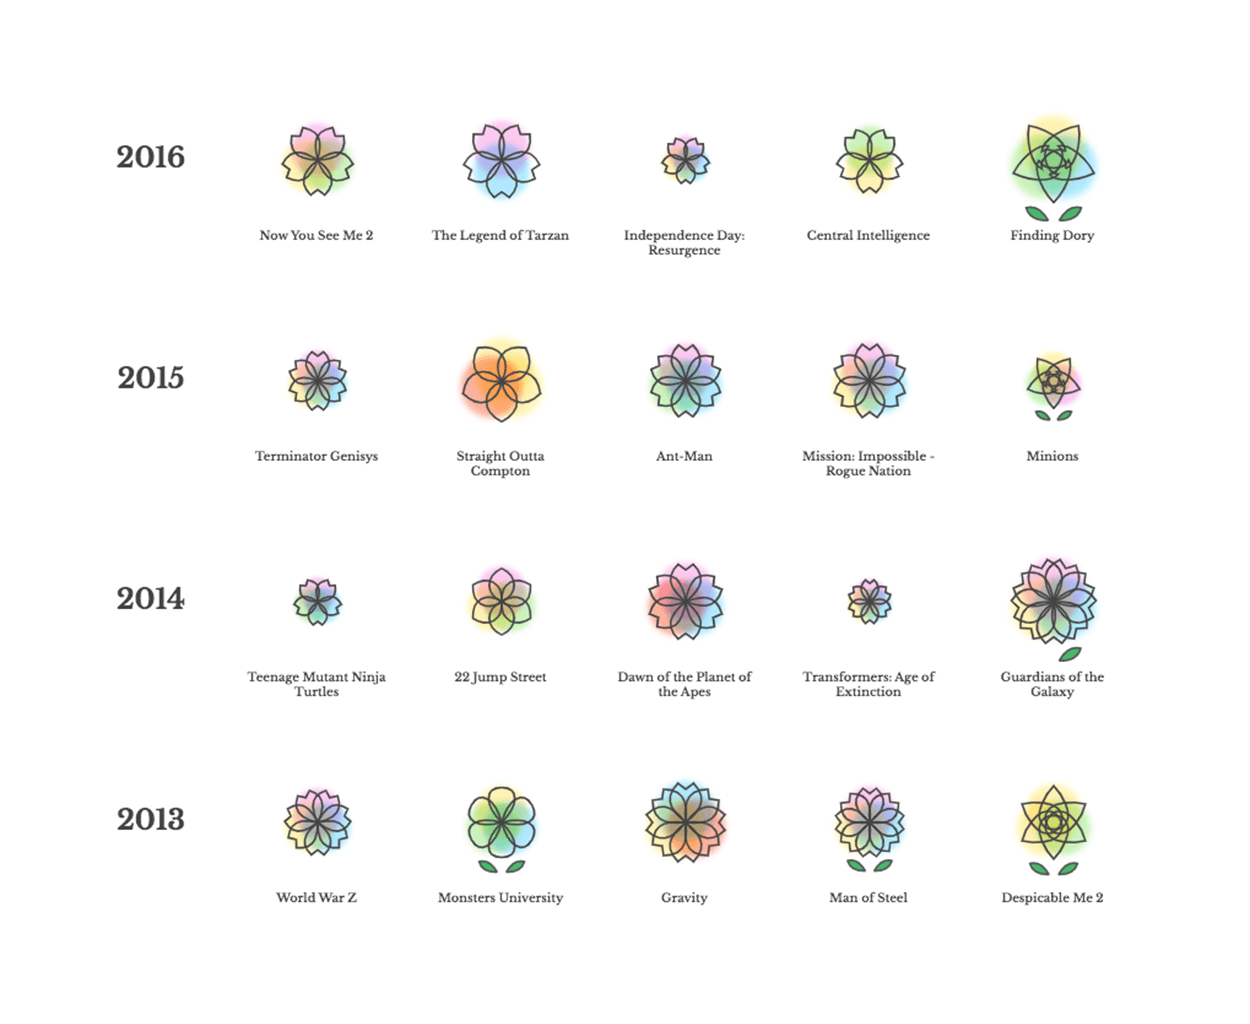 2016
Now You See Me 2
The Legend of Tarzan
Independence Day:
Resurgence
Central Intelligence
Finding Dory
2015
Terminator Genisys
Straight Outta
Compton
Ant-Man
Mission: Impossible -
Rogue Nation
Minions
2014
Teenage Mutant Ninja
Turtles
22 Jump Street
Dawn of the Planet of
the Apes
Transformers: Age of
Extinction
Guardians of the
Galaxy
2013
World War Z
Monsters University
Gravity
Man of Steel
Despicable Me 2